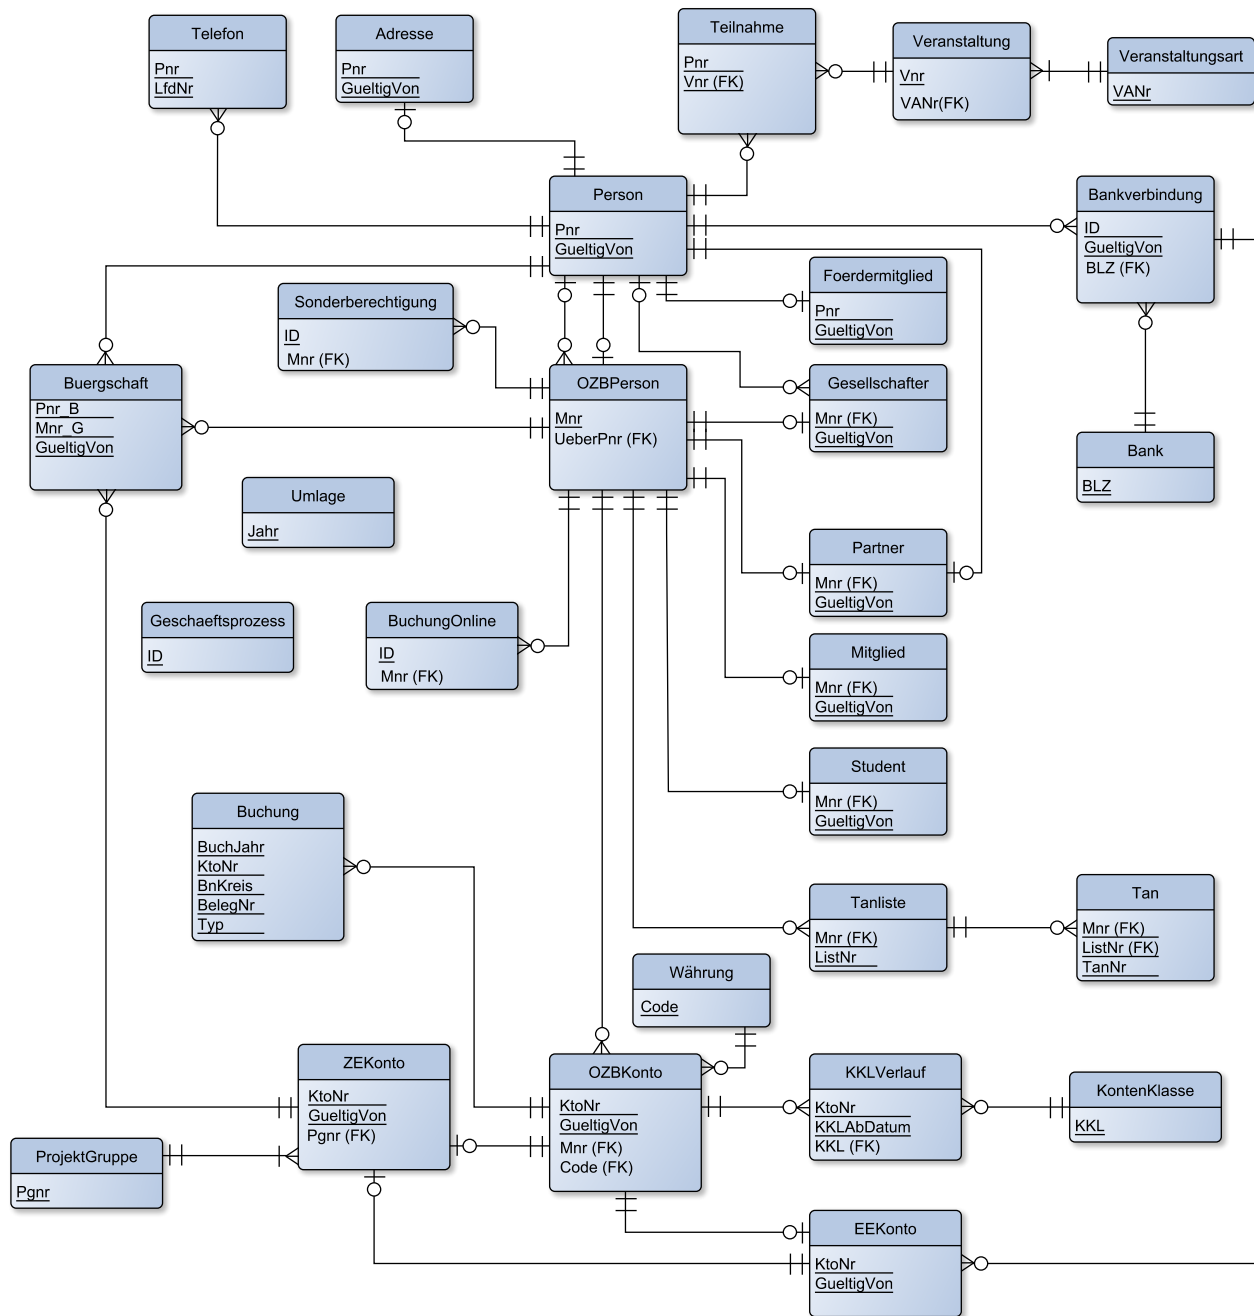 Telefon
Pnr
LfdNr
Adresse
Pnr
GueltigVon
Teilnahme
Pnr
Vnr (FK)
Veranstaltung
Vnr
VANr(FK)
Veranstaltungsart
VANr
Person
Pnr
GueltigVon
Bankverbindung
ID
GueltigVon
BLZ (FK)
Sonderberechtigung
ID
Mnr (FK)
Foerdermitglied
Pnr
GueltigVon
Buergschaft
Pnr_B
Mnr_G
GueltigVon
OZBPerson
Mnr
UeberPnr (FK)
Gesellschafter
Mnr (FK)
GueltigVon
Bank
BLZ
Umlage
Jahr
Partner
Mnr (FK)
GueltigVon
Geschaeftsprozess
ID
BuchungOnline
ID
Mnr (FK)
Mitglied
Mnr (FK)
GueltigVon
Student
Mnr (FK)
GueltigVon
Buchung
BuchJahr
KtoNr
BnKreis
BelegNr
Typ
Tanliste
Mnr (FK)
ListNr
Tan
Mnr (FK)
ListNr (FK)
TanNr
Währung
Code
ZEKonto
KtoNr
GueltigVon
Pgnr (FK)
OZBKonto
KtoNr
GueltigVon
Mnr (FK)
Code (FK)
KKLVerlauf
KtoNr
KKLAbDatum
KKL (FK)
KontenKlasse
KKL
ProjektGruppe
Pgnr
EEKonto
KtoNr
GueltigVon